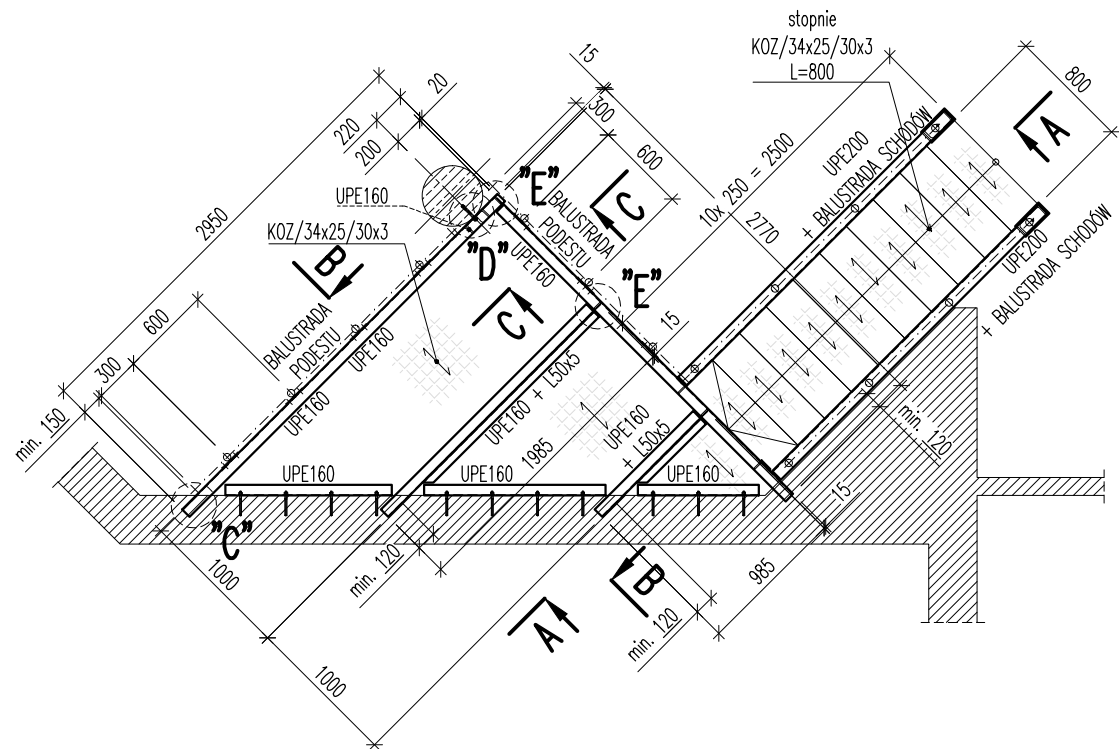 stopnie
KOZ/34x25/30x3
L=800
15
800
20
220
200
300
600
A
UPE200
+ BALUSTRADA SCHODÓW
10x 250 = 2500
2770
"E"
BALUSTRADA
PODESTU
UPE160
C
UPE160
KOZ/34x25/30x3
2950
"D"
B
"E"
C
UPE200
+ BALUSTRADA SCHODÓW
600
300
min. 150
BALUSTRADA
PODESTU
UPE160
UPE160
15
UPE160 + L50x5
1985
UPE160
+ L50x5
min. 120
UPE160
UPE160
UPE160
15
"C"
1000
min. 120
985
B
A
min. 120
1000